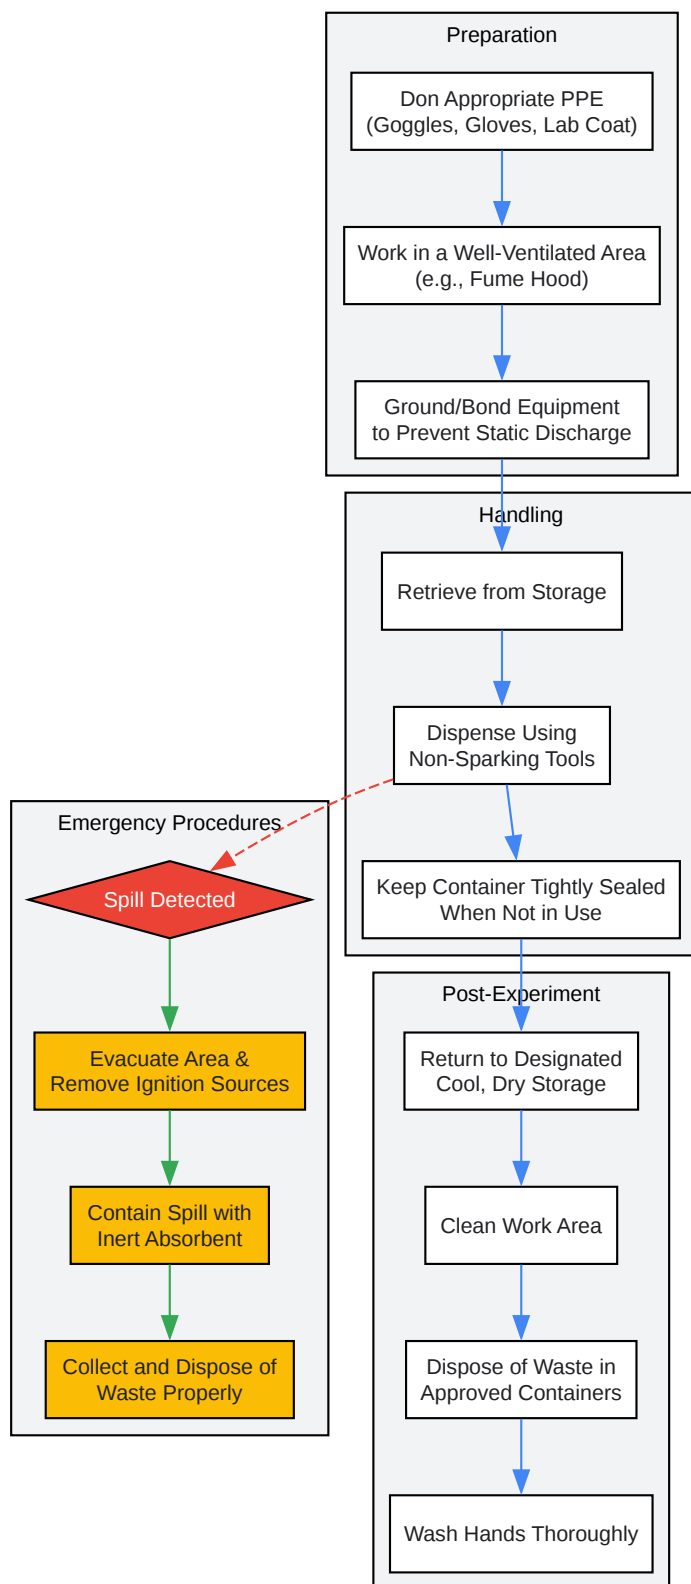 Preparation
Don Appropriate PPE
(Goggles, Gloves, Lab Coat)
Work in a Well-Ventilated Area
(e.g., Fume Hood)
Ground/Bond Equipment
to Prevent Static Discharge
Handling
Retrieve from Storage
Dispense Using
Non-Sparking Tools
Keep Container Tightly Sealed
When Not in Use
Emergency Procedures
Spill Detected
Evacuate Area &
Remove Ignition Sources
Contain Spill with
Inert Absorbent
Collect and Dispose of
Waste Properly
Post-Experiment
Return to Designated
Cool, Dry Storage
Clean Work Area
Dispose of Waste in
Approved Containers
Wash Hands Thoroughly